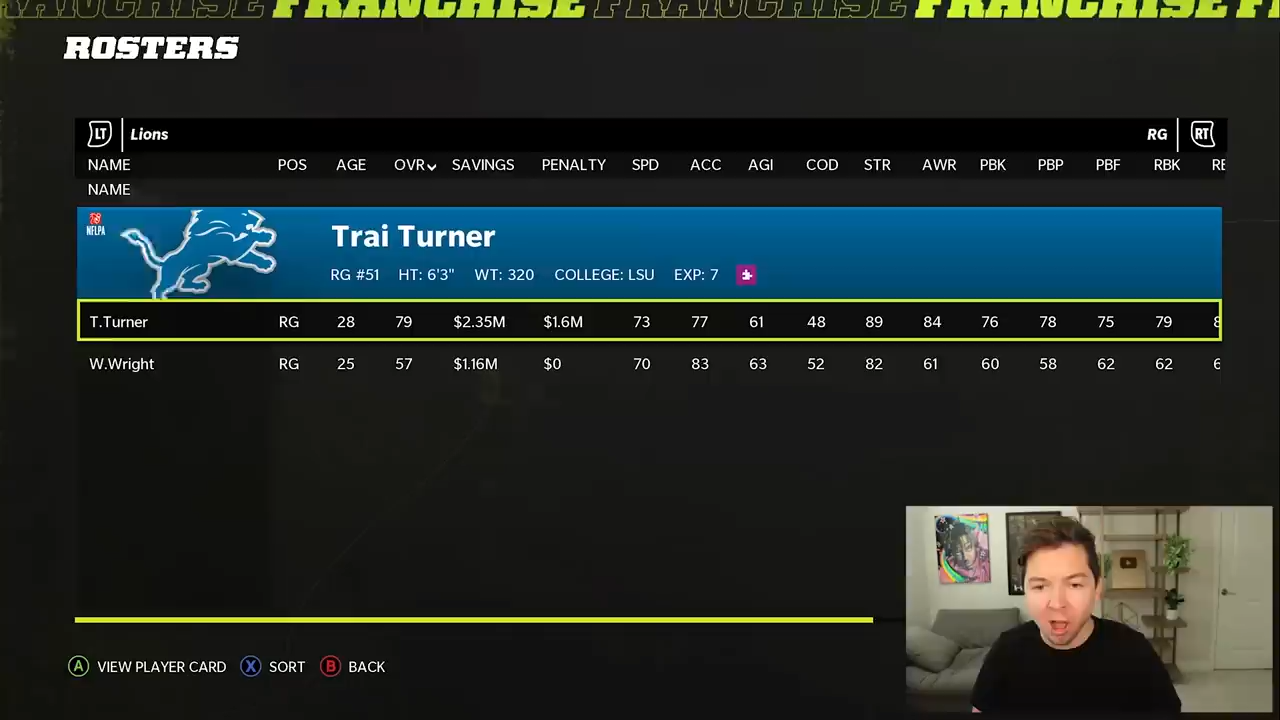 FRANCHISE FRANCHISE FRANCHISE FRANCHISE
ROSTERS
LT Lions RG RT
NAME POS AGE OVR SAVINGS PENALTY SPD ACC AGI COD STR AWR PBK PBP PBF RBK
NAME
NFLPA
Trai Turner
RG #51 HT: 6'3" WT: 320 COLLEGE: LSU EXP: 7
T.Turner RG 28 79 $2.35M $1.6M 73 77 61 48 89 84 76 78 75 79
W.Wright RG 25 57 $1.16M $0 70 83 63 52 82 61 60 58 62 62
A VIEW PLAYER CARD X SORT B BACK